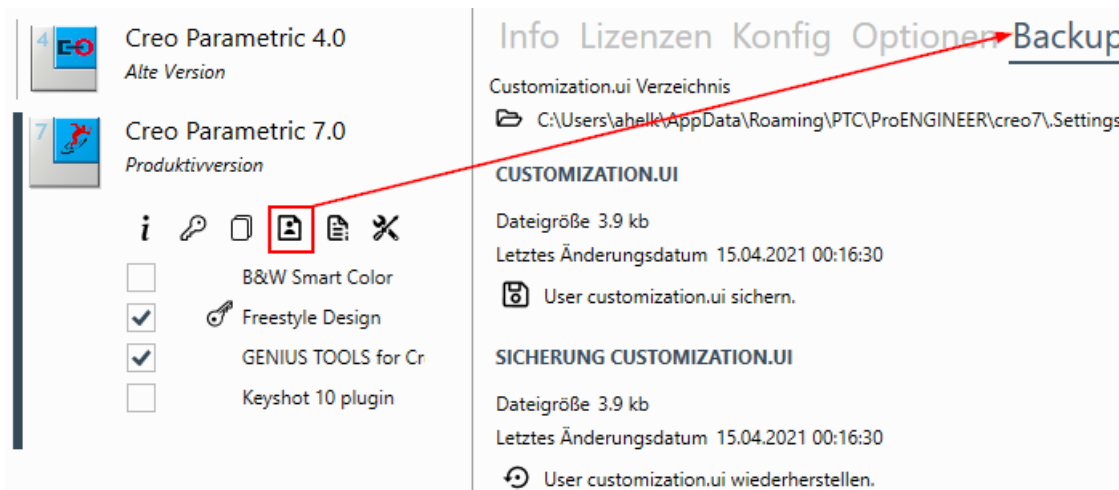 4
Creo Parametric 4.0
Alte Version
7
Creo Parametric 7.0
Produktivversion
i
B&W Smart Color
Freestyle Design
GENIUS TOOLS for Cr
Keyshot 10 plugin
Info Lizenzen Konfig Optionen Backup
Customization.ui Verzeichnis
C:\Users\ahelk\AppData\Roaming\PTC\ProENGINEER\creo7\.Settings
CUSTOMIZATION.UI
Dateigröße 3.9 kb
Letztes Änderungsdatum 15.04.2021 00:16:30
User customization.ui sichern.
SICHERUNG CUSTOMIZATION.UI
Dateigröße 3.9 kb
Letztes Änderungsdatum 15.04.2021 00:16:30
User customization.ui wiederherstellen.